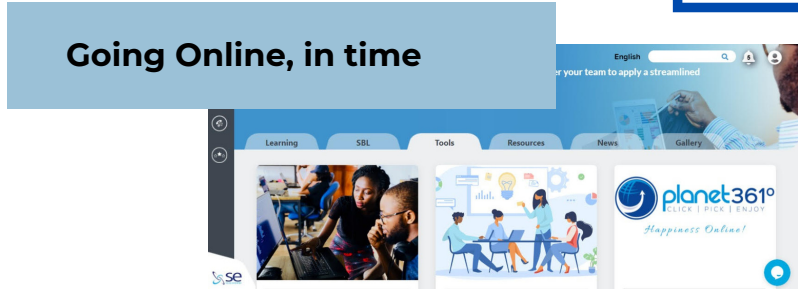 Going Online, in time
English
6
er your team to apply a streamlined
Learning SBL Tools Resources News Gallery
planet361°
CLICK | PICK | ENJOY
Happiness Online!
se